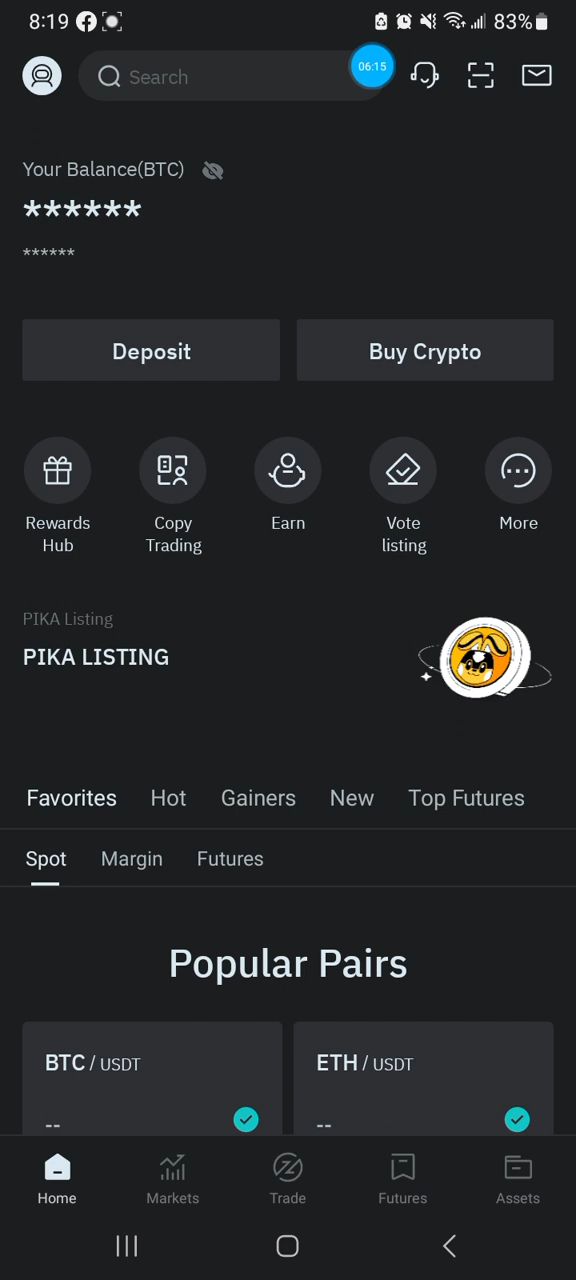 8:19 83%
Search 06:15
Your Balance(BTC)
******
******
Deposit Buy Crypto
Rewards Hub
Copy Trading
Earn
Vote listing
More
PIKA Listing
PIKA LISTING
Favorites Hot Gainers New Top Futures
Spot Margin Futures
Popular Pairs
BTC / USDT ETH / USDT
-- --
Home Markets Trade Futures Assets